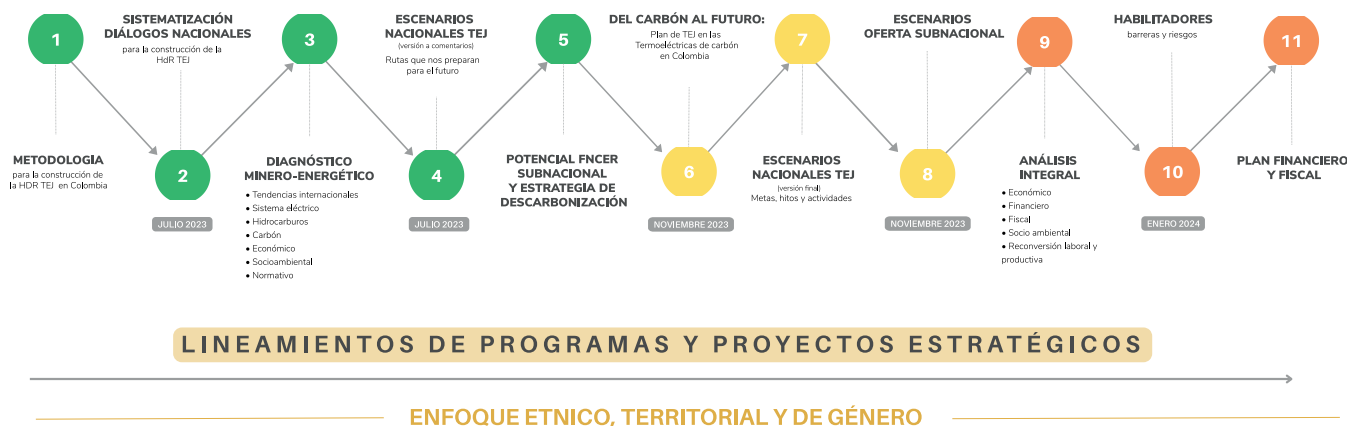 1
METODOLOGÍA
para la construcción de
la HDR TEJ en Colombia
SISTEMATIZACIÓN
DIÁLOGOS NACIONALES
para la construcción de la
HdR TEJ
2
JULIO 2023
3
DIAGNÓSTICO
MINERO-ENERGÉTICO
• Tendencias internacionales
• Sistema eléctrico
• Hidrocarburos
• Carbón
• Económico
• Socioambiental
• Normativo
ESCENARIOS
NACIONALES TEJ
(versión a comentarios)
Rutas que nos preparan
para el futuro
4
JULIO 2023
5
POTENCIAL FNCER
SUBNACIONAL
Y ESTRATEGIA DE
DESCARBONIZACIÓN
DEL CARBÓN AL FUTURO:
Plan de TEJ en las
Termoeléctricas de carbón
en Colombia
6
NOVIEMBRE 2023
7
ESCENARIOS
NACIONALES TEJ
(versión final)
Metas, hitos y actividades
ESCENARIOS
OFERTA SUBNACIONAL
8
NOVIEMBRE 2023
9
ANÁLISIS
INTEGRAL
• Económico
• Financiero
• Fiscal
• Socio ambiental
• Reconversión laboral y
productiva
HABILITADORES
barreras y riesgos
10
ENERO 2024
11
PLAN FINANCIERO
Y FISCAL
LINEAMIENTOS DE PROGRAMAS Y PROYECTOS ESTRATÉGICOS
ENFOQUE ETNICO, TERRITORIAL Y DE GÉNERO